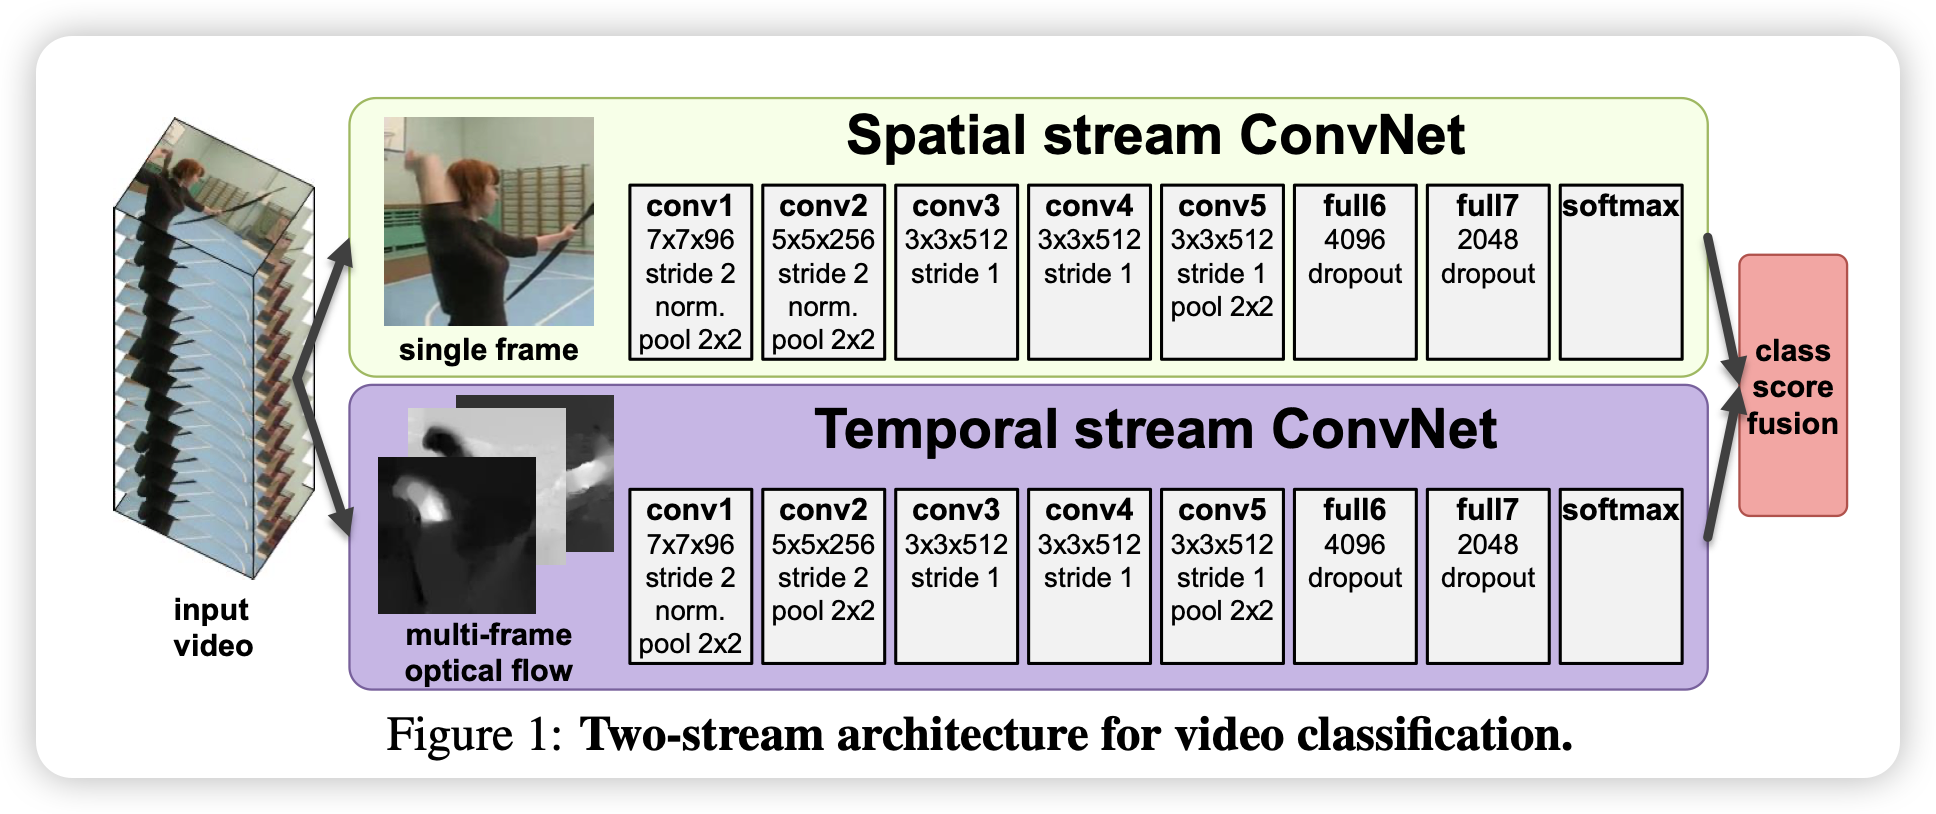 Spatial stream ConvNet
single frame
conv1
7x7x96
stride 2
norm.
pool 2x2
conv2
5x5x256
stride 2
norm.
pool 2x2
conv3
3x3x512
stride 1
conv4
3x3x512
stride 1
conv5
3x3x512
stride 1
pool 2x2
full6
4096
dropout
full7
2048
dropout
softmax
input
video
Temporal stream ConvNet
multi-frame
optical flow
conv1
7x7x96
stride 2
norm.
pool 2x2
conv2
5x5x256
stride 2
pool 2x2
conv3
3x3x512
stride 1
conv4
3x3x512
stride 1
conv5
3x3x512
stride 1
pool 2x2
full6
4096
dropout
full7
2048
dropout
softmax
class
score
fusion
Figure 1: Two-stream architecture for video classification.